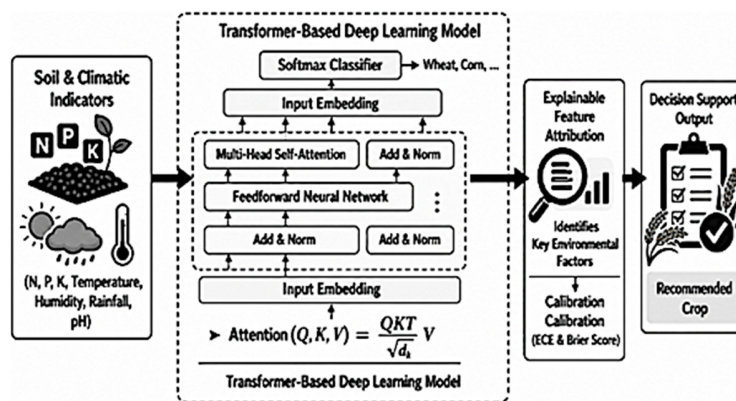 Soil & Climatic
Indicators
N P K
(N, P, K, Temperature,
Humidity, Rainfall,
pH)
Transformer-Based Deep Learning Model
Softmax Classifier
Wheat, Corn, ...
Input Embedding
Multi-Head Self-Attention
Add & Norm
Feedforward Neural Network
Add & Norm
Add & Norm
Input Embedding
➤ Attention (Q, K, V) = QKT / √dk V
Transformer-Based Deep Learning Model
Explainable
Feature
Attribution
Identifies
Key Environmental
Factors
Calibration
Calibration
(ECE & Brier Score)
Decision Support
Output
Recommended
Crop